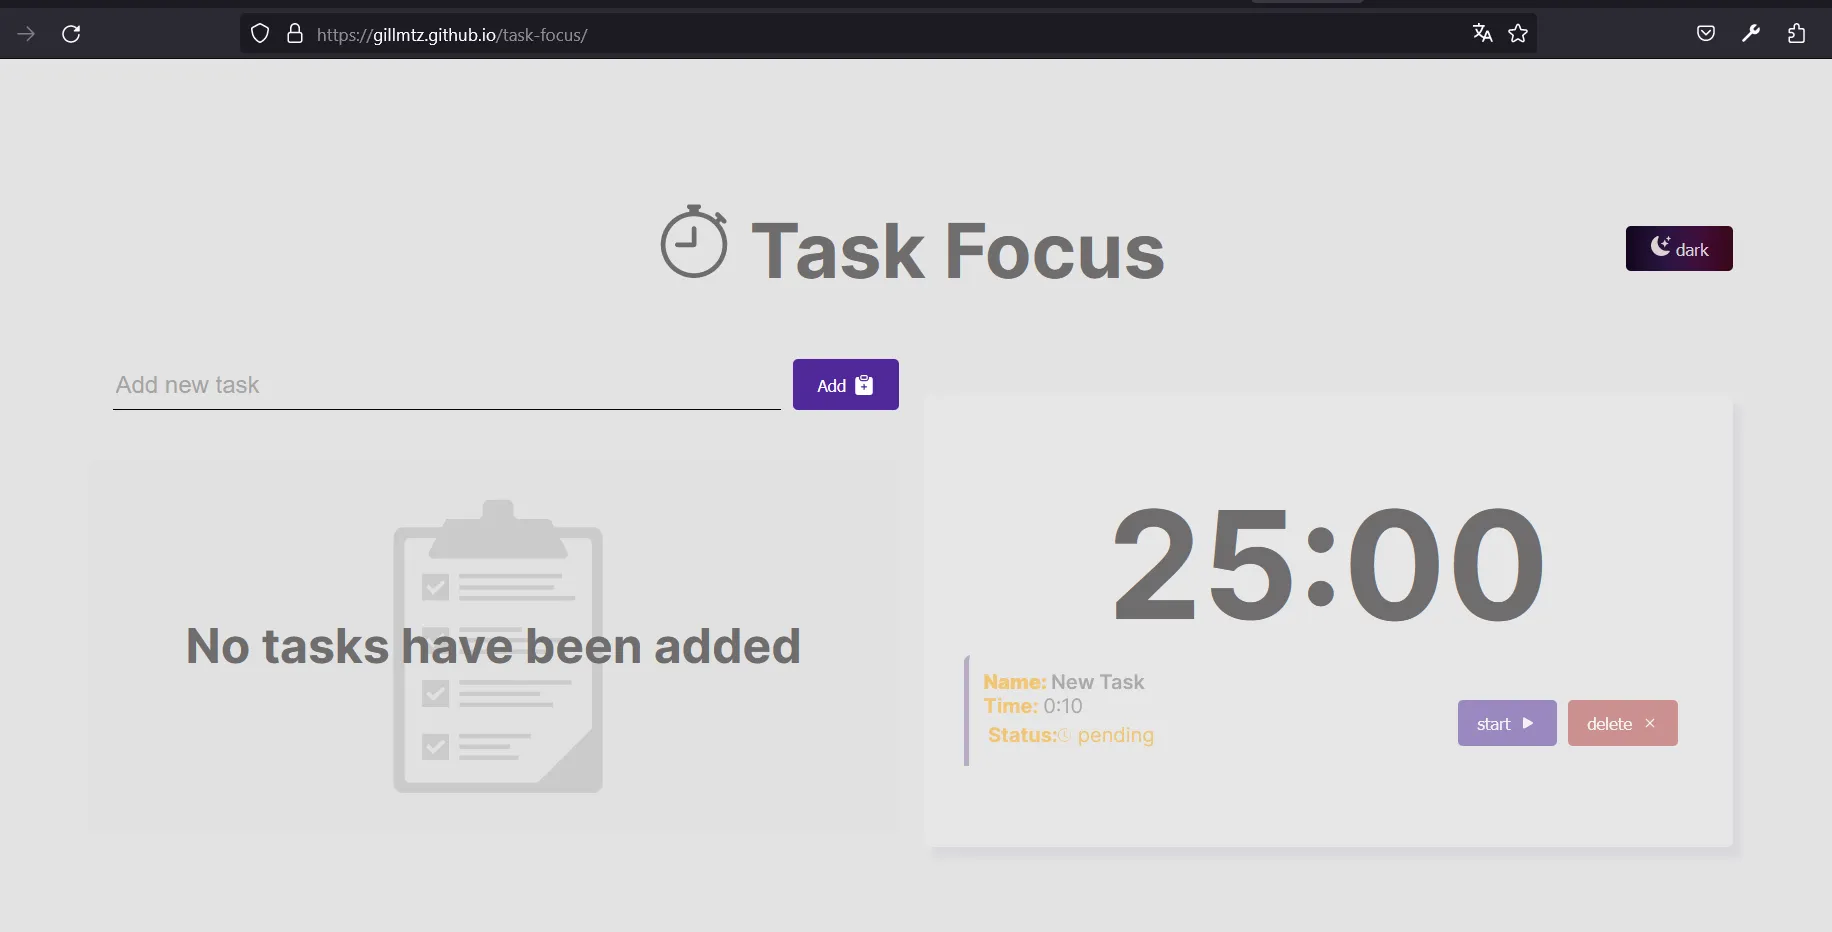 https://gillmtz.github.io/task-focus/
Task Focus
dark
Add new task
Add
No tasks have been added
25:00
Name: New Task
Time: 0:10
Status: pending
start
delete